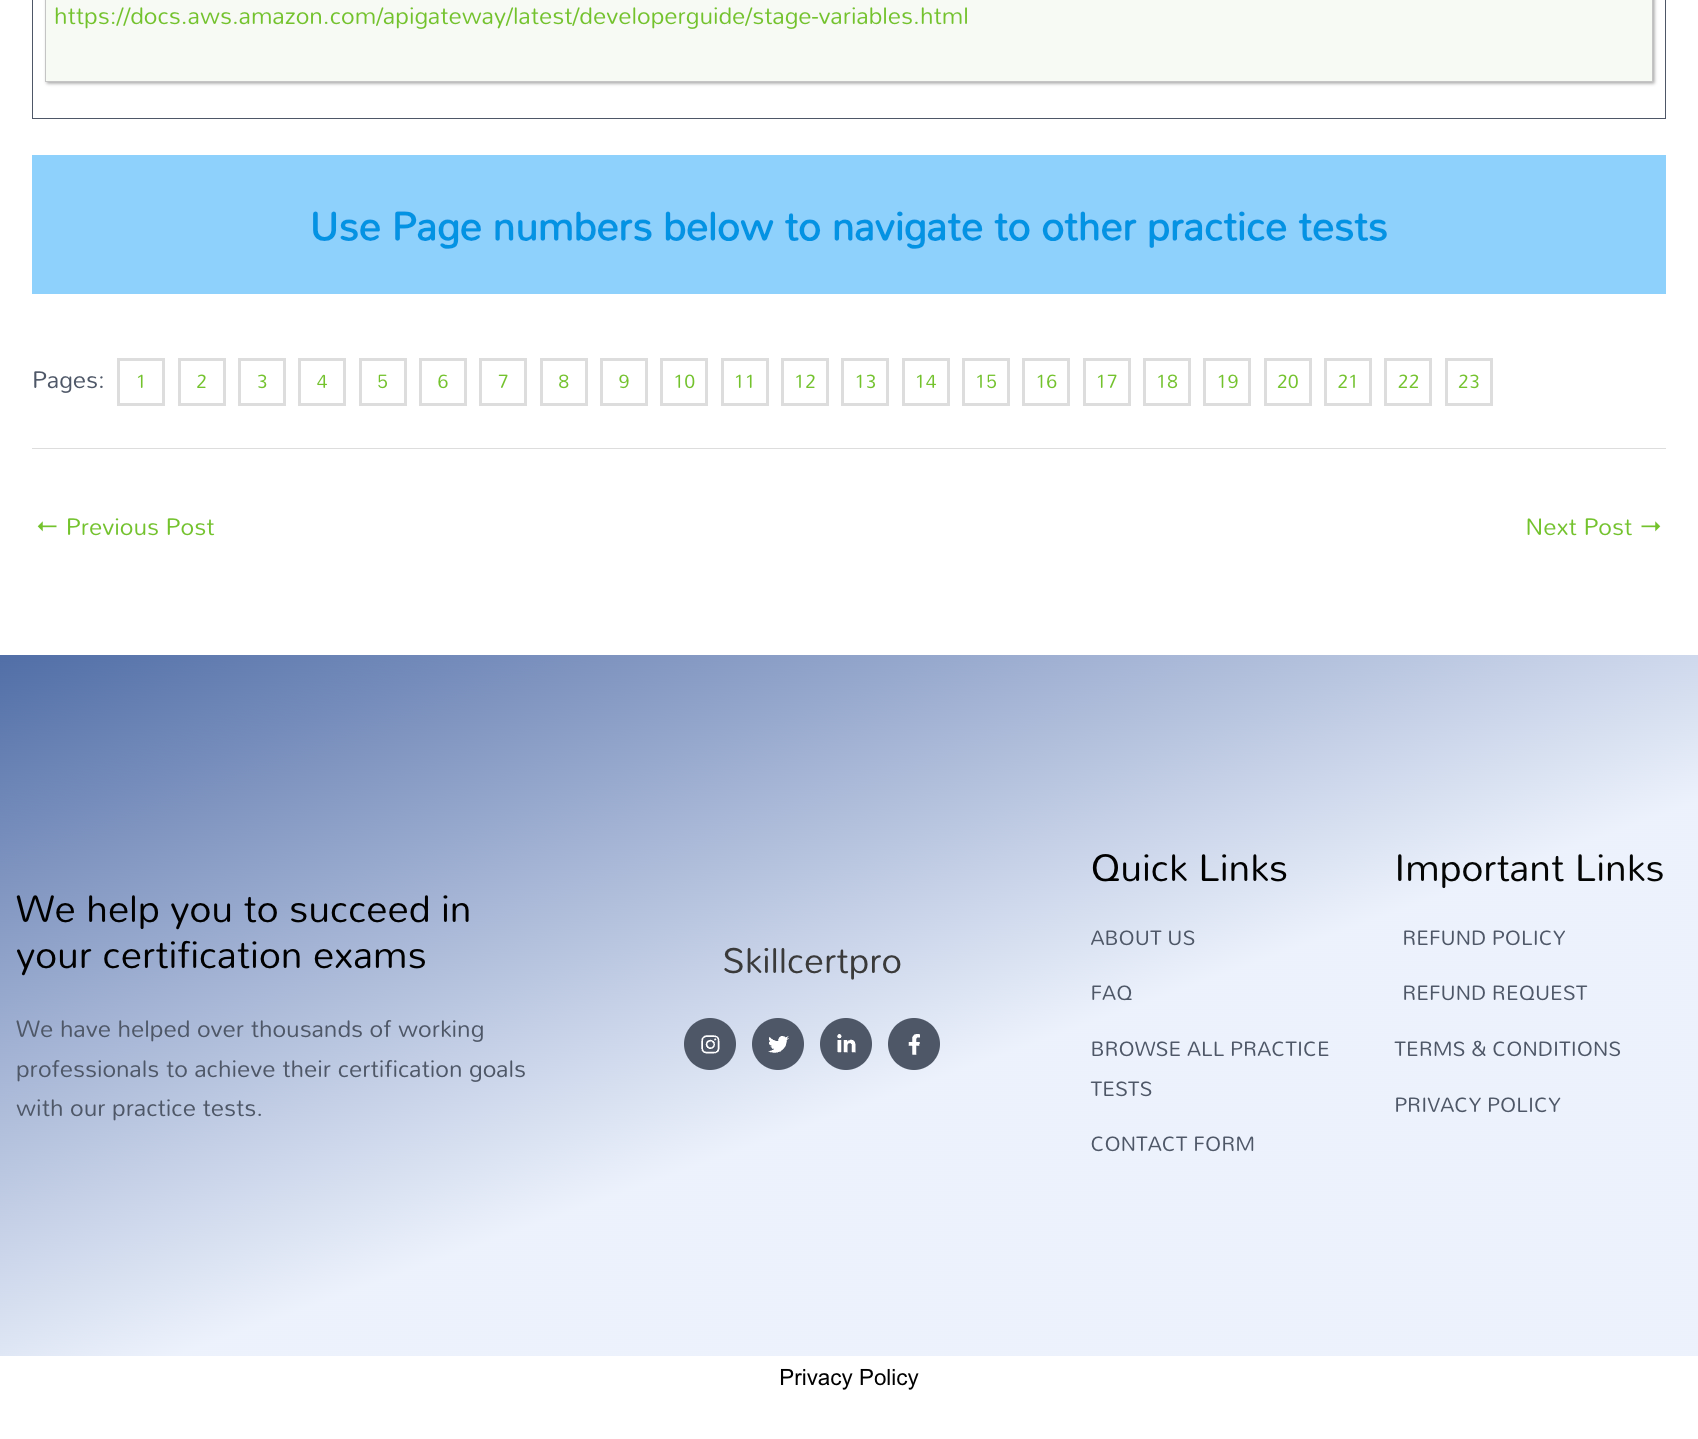 https://docs.aws.amazon.com/apigateway/latest/developerguide/stage-variables.html
Use Page numbers below to navigate to other practice tests
Pages: 1 2 3 4 5 6 7 8 9 10 11 12 13 14 15 16 17 18 19 20 21 22 23
← Previous Post
Next Post →
We help you to succeed in
your certification exams
We have helped over thousands of working
professionals to achieve their certification goals
with our practice tests.
Skillcertpro
Quick Links
ABOUT US
FAQ
BROWSE ALL PRACTICE
TESTS
CONTACT FORM
Important Links
REFUND POLICY
REFUND REQUEST
TERMS & CONDITIONS
PRIVACY POLICY
Privacy Policy